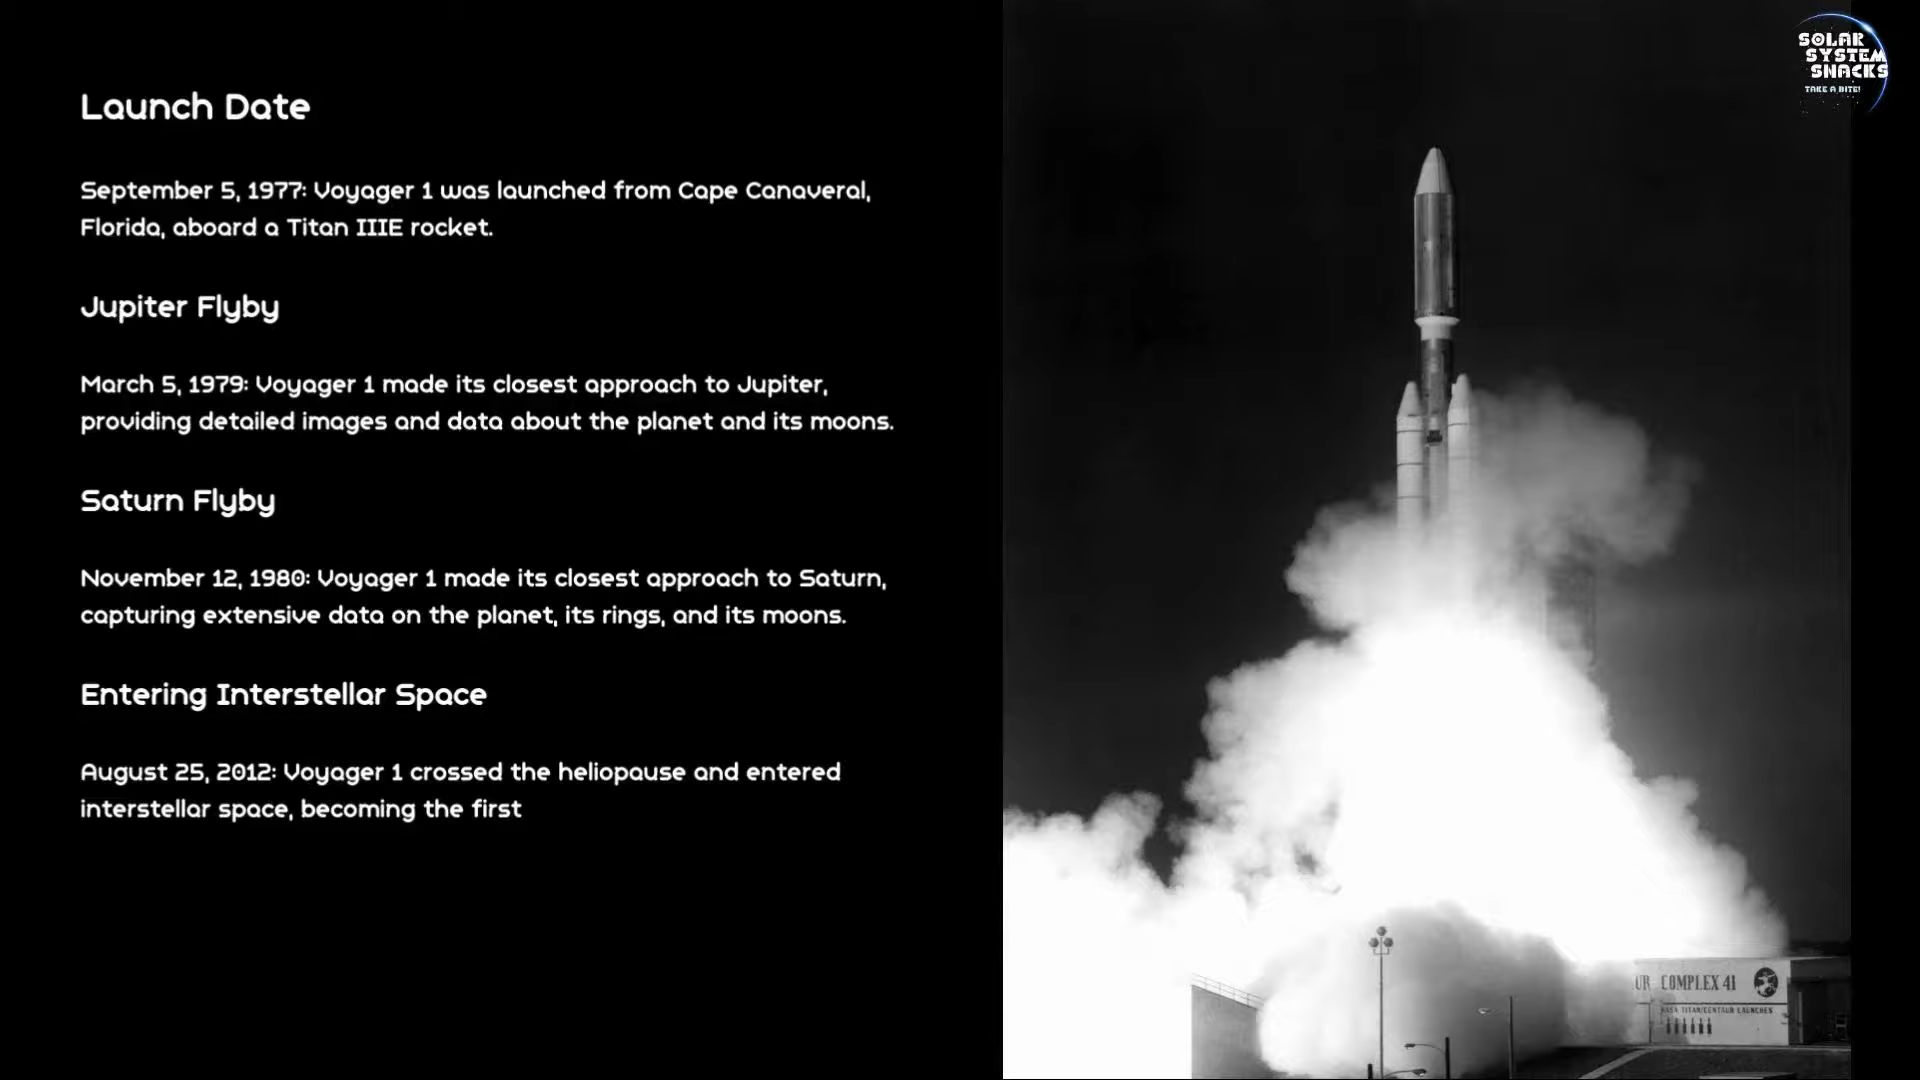 Launch Date
September 5, 1977: Voyager 1 was launched from Cape Canaveral,
Florida, aboard a Titan IIIE rocket.
Jupiter Flyby
March 5, 1979: Voyager 1 made its closest approach to Jupiter,
providing detailed images and data about the planet and its moons.
Saturn Flyby
November 12, 1980: Voyager 1 made its closest approach to Saturn,
capturing extensive data on the planet, its rings, and its moons.
Entering Interstellar Space
August 25, 2012: Voyager 1 crossed the heliopause and entered
interstellar space, becoming the first
SOLAR
SYSTEM
SNACKS
TAKE A BITE!
COMPLEX 41
NASA TITAN/CENTAUR LAUNCHES